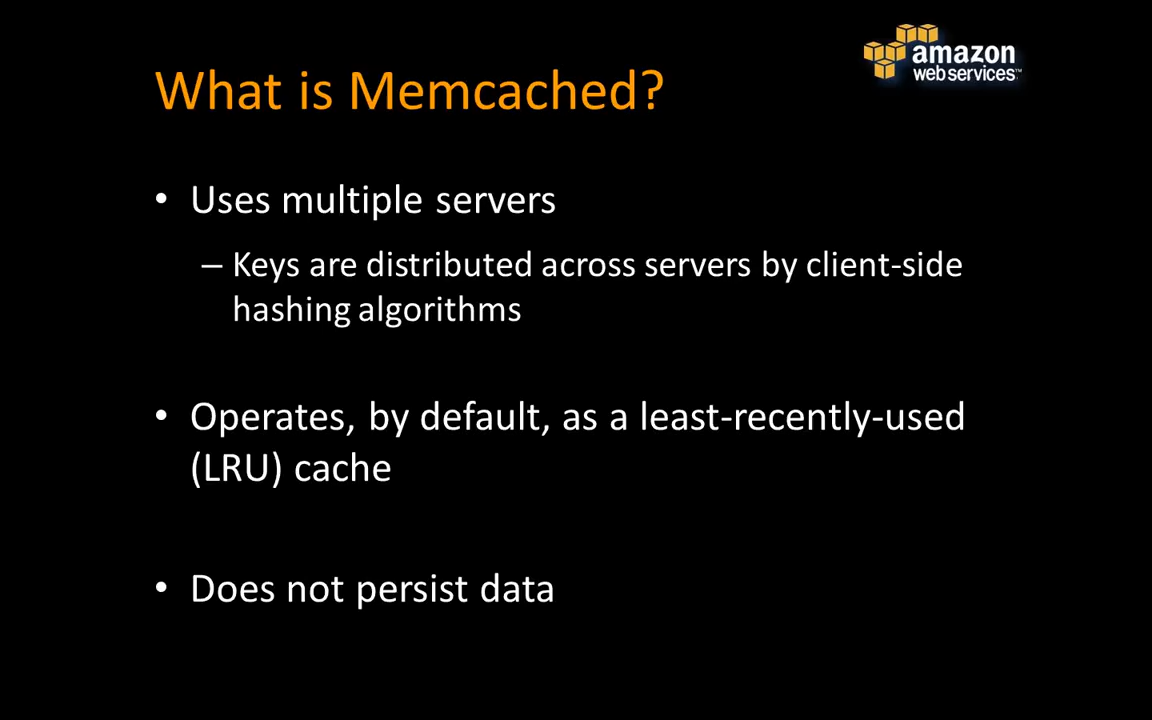 amazon
web services™
What is Memcached?
• Uses multiple servers
– Keys are distributed across servers by client-side
hashing algorithms
• Operates, by default, as a least-recently-used
(LRU) cache
• Does not persist data